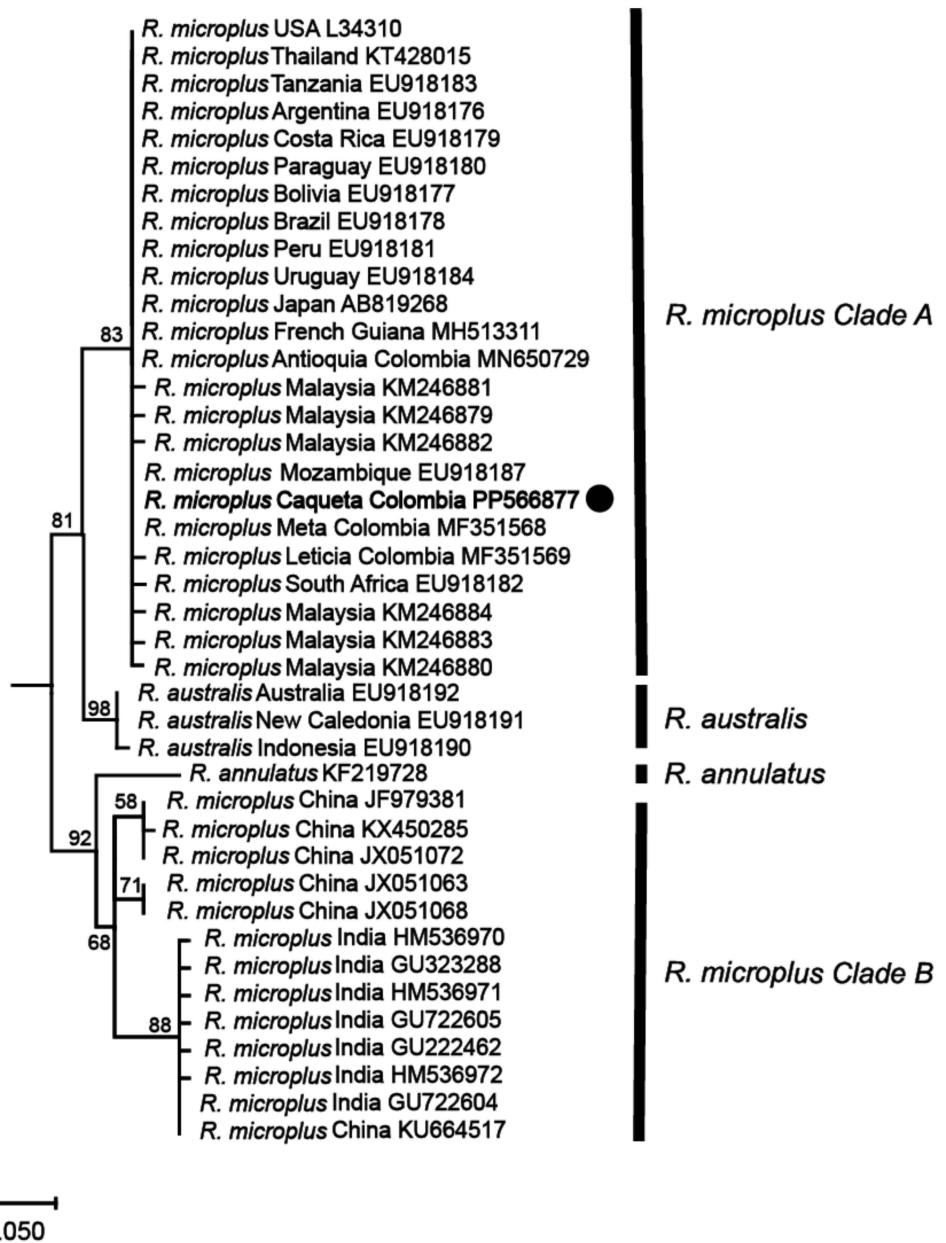 R. microplus USA L34310
R. microplus Thailand KT428015
R. microplus Tanzania EU918183
R. microplus Argentina EU918176
R. microplus Costa Rica EU918179
R. microplus Paraguay EU918180
R. microplus Bolivia EU918177
R. microplus Brazil EU918178
R. microplus Peru EU918181
R. microplus Uruguay EU918184
R. microplus Japan AB819268
R. microplus Clade A
R. microplus French Guiana MH513311
83
R. microplus Antioquia Colombia MN650729
R. microplus Malaysia KM246881
R. microplus Malaysia KM246879
R. microplus Malaysia KM246882
R. microplus Mozambique EU918187
R. microplus Caqueta Colombia PP566877
81
R. microplus Meta Colombia MF351568
R. microplus Leticia Colombia MF351569
R. microplus South Africa EU918182
R. microplus Malaysia KM246884
R. microplus Malaysia KM246883
R. microplus Malaysia KM246880
R. australis Australia EU918192
98
R. australis New Caledonia EU918191
R. australis
R. australis Indonesia EU918190
R. annulatus KF219728
R. annulatus
58
R. microplus China JF979381
R. microplus China KX450285
92
R. microplus China JX051072
R. microplus China JX051063
71
R. microplus China JX051068
68
R. microplus India HM536970
R. microplus India GU323288
R. microplus Clade B
R. microplus India HM536971
R. microplus India GU722605
88
R. microplus India GU222462
R. microplus India HM536972
R. microplus India GU722604
R. microplus China KU664517
.050